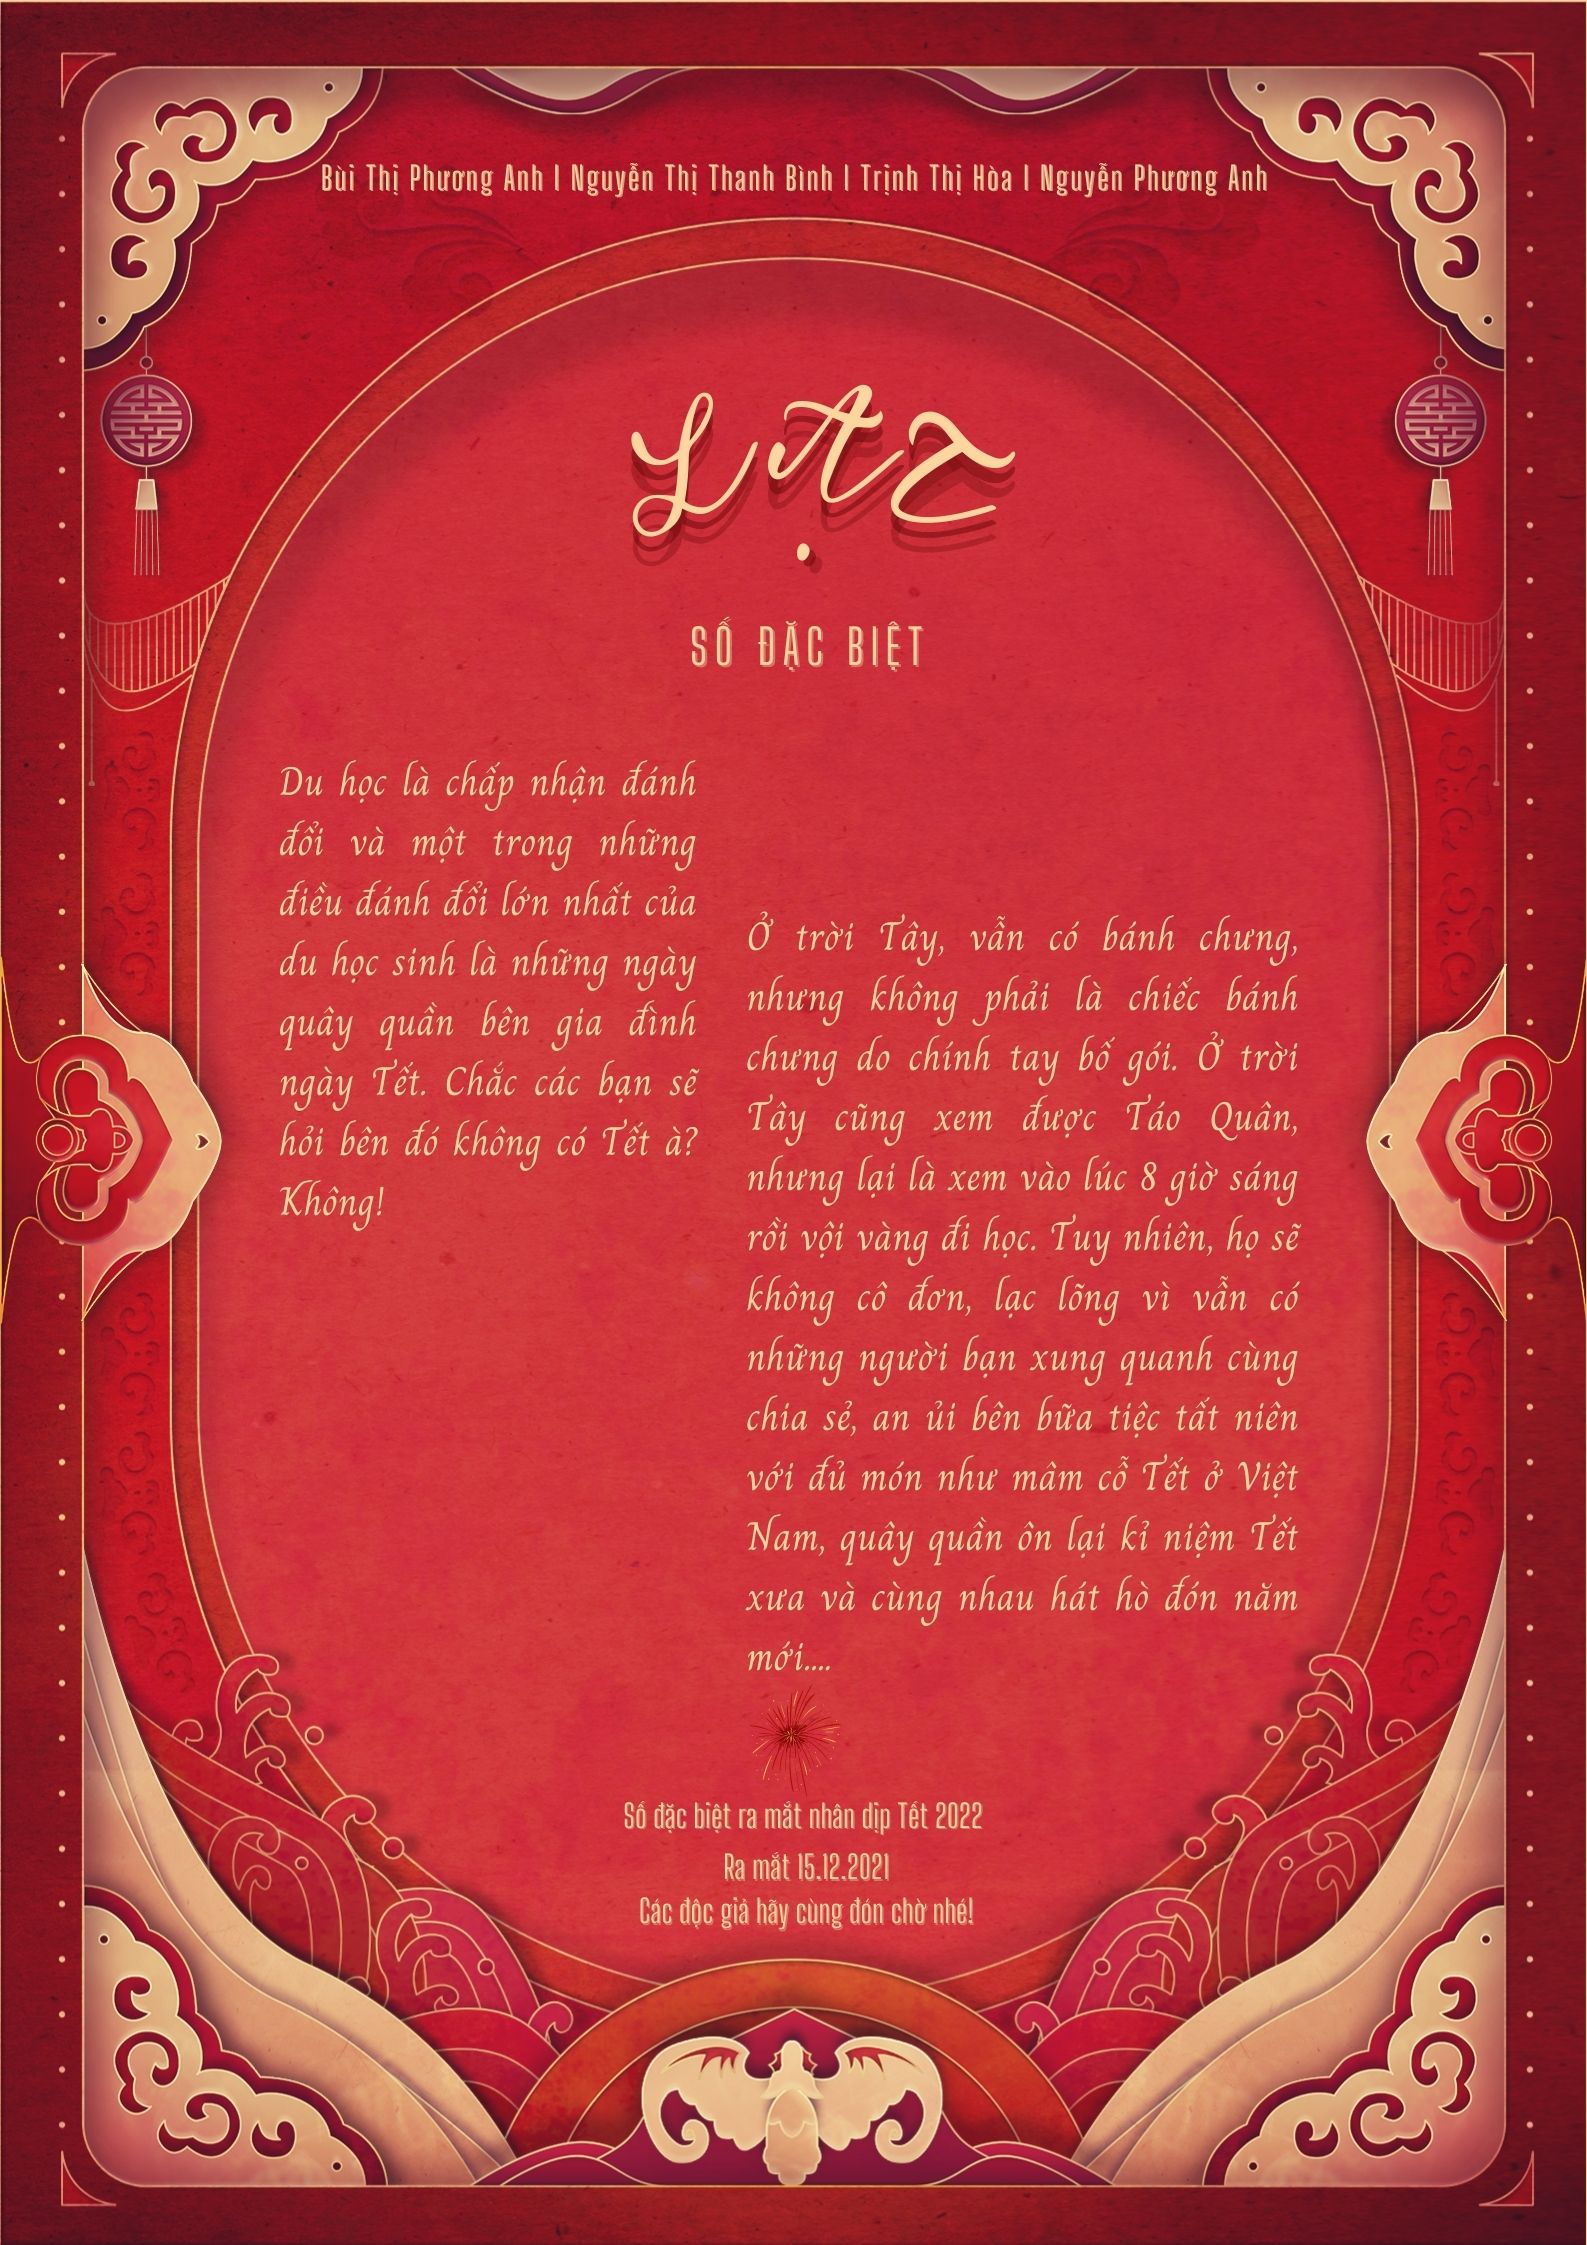 Bùi Thị Phương Anh I Nguyễn Thị Thanh Bình I Trịnh Thị Hòa I Nguyễn Phương Anh
LẠC
SỐ ĐẶC BIỆT
Du học là chấp nhận đánh
đổi và một trong những
điều đánh đổi lớn nhất của
du học sinh là những ngày
quây quần bên gia đình
ngày Tết. Chắc các bạn sẽ
hỏi bên đó không có Tết à?
Không!
Ở trời Tây, vẫn có bánh chưng,
nhưng không phải là chiếc bánh
chưng do chính tay bố gói. Ở trời
Tây cũng xem được Táo Quân,
nhưng lại là xem vào lúc 8 giờ sáng
rồi vội vàng đi học. Tuy nhiên, họ sẽ
không cô đơn, lạc lõng vì vẫn có
những người bạn xung quanh cùng
chia sẻ, an ủi bên bữa tiệc tất niên
với đủ món như mâm cỗ Tết ở Việt
Nam, quây quần ôn lại kỉ niệm Tết
xưa và cùng nhau hát hò đón năm
mới....
Số đặc biệt ra mắt nhân dịp Tết 2022
Ra mắt 15.12.2021
Các độc giả hãy cùng đón chờ nhé!